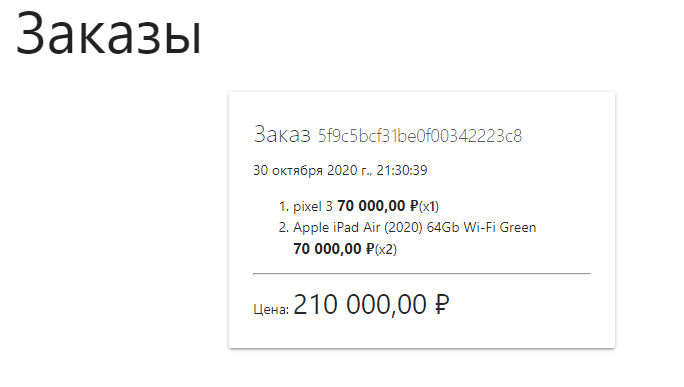 Заказы
Заказ 5f9c5bcf31be0f00342223c8
30 октября 2020 г., 21:30:39
1. pixel 3 70 000,00 ₽(x1)
2. Apple iPad Air (2020) 64Gb Wi-Fi Green
70 000,00 ₽(x2)
Цена: 210 000,00 ₽